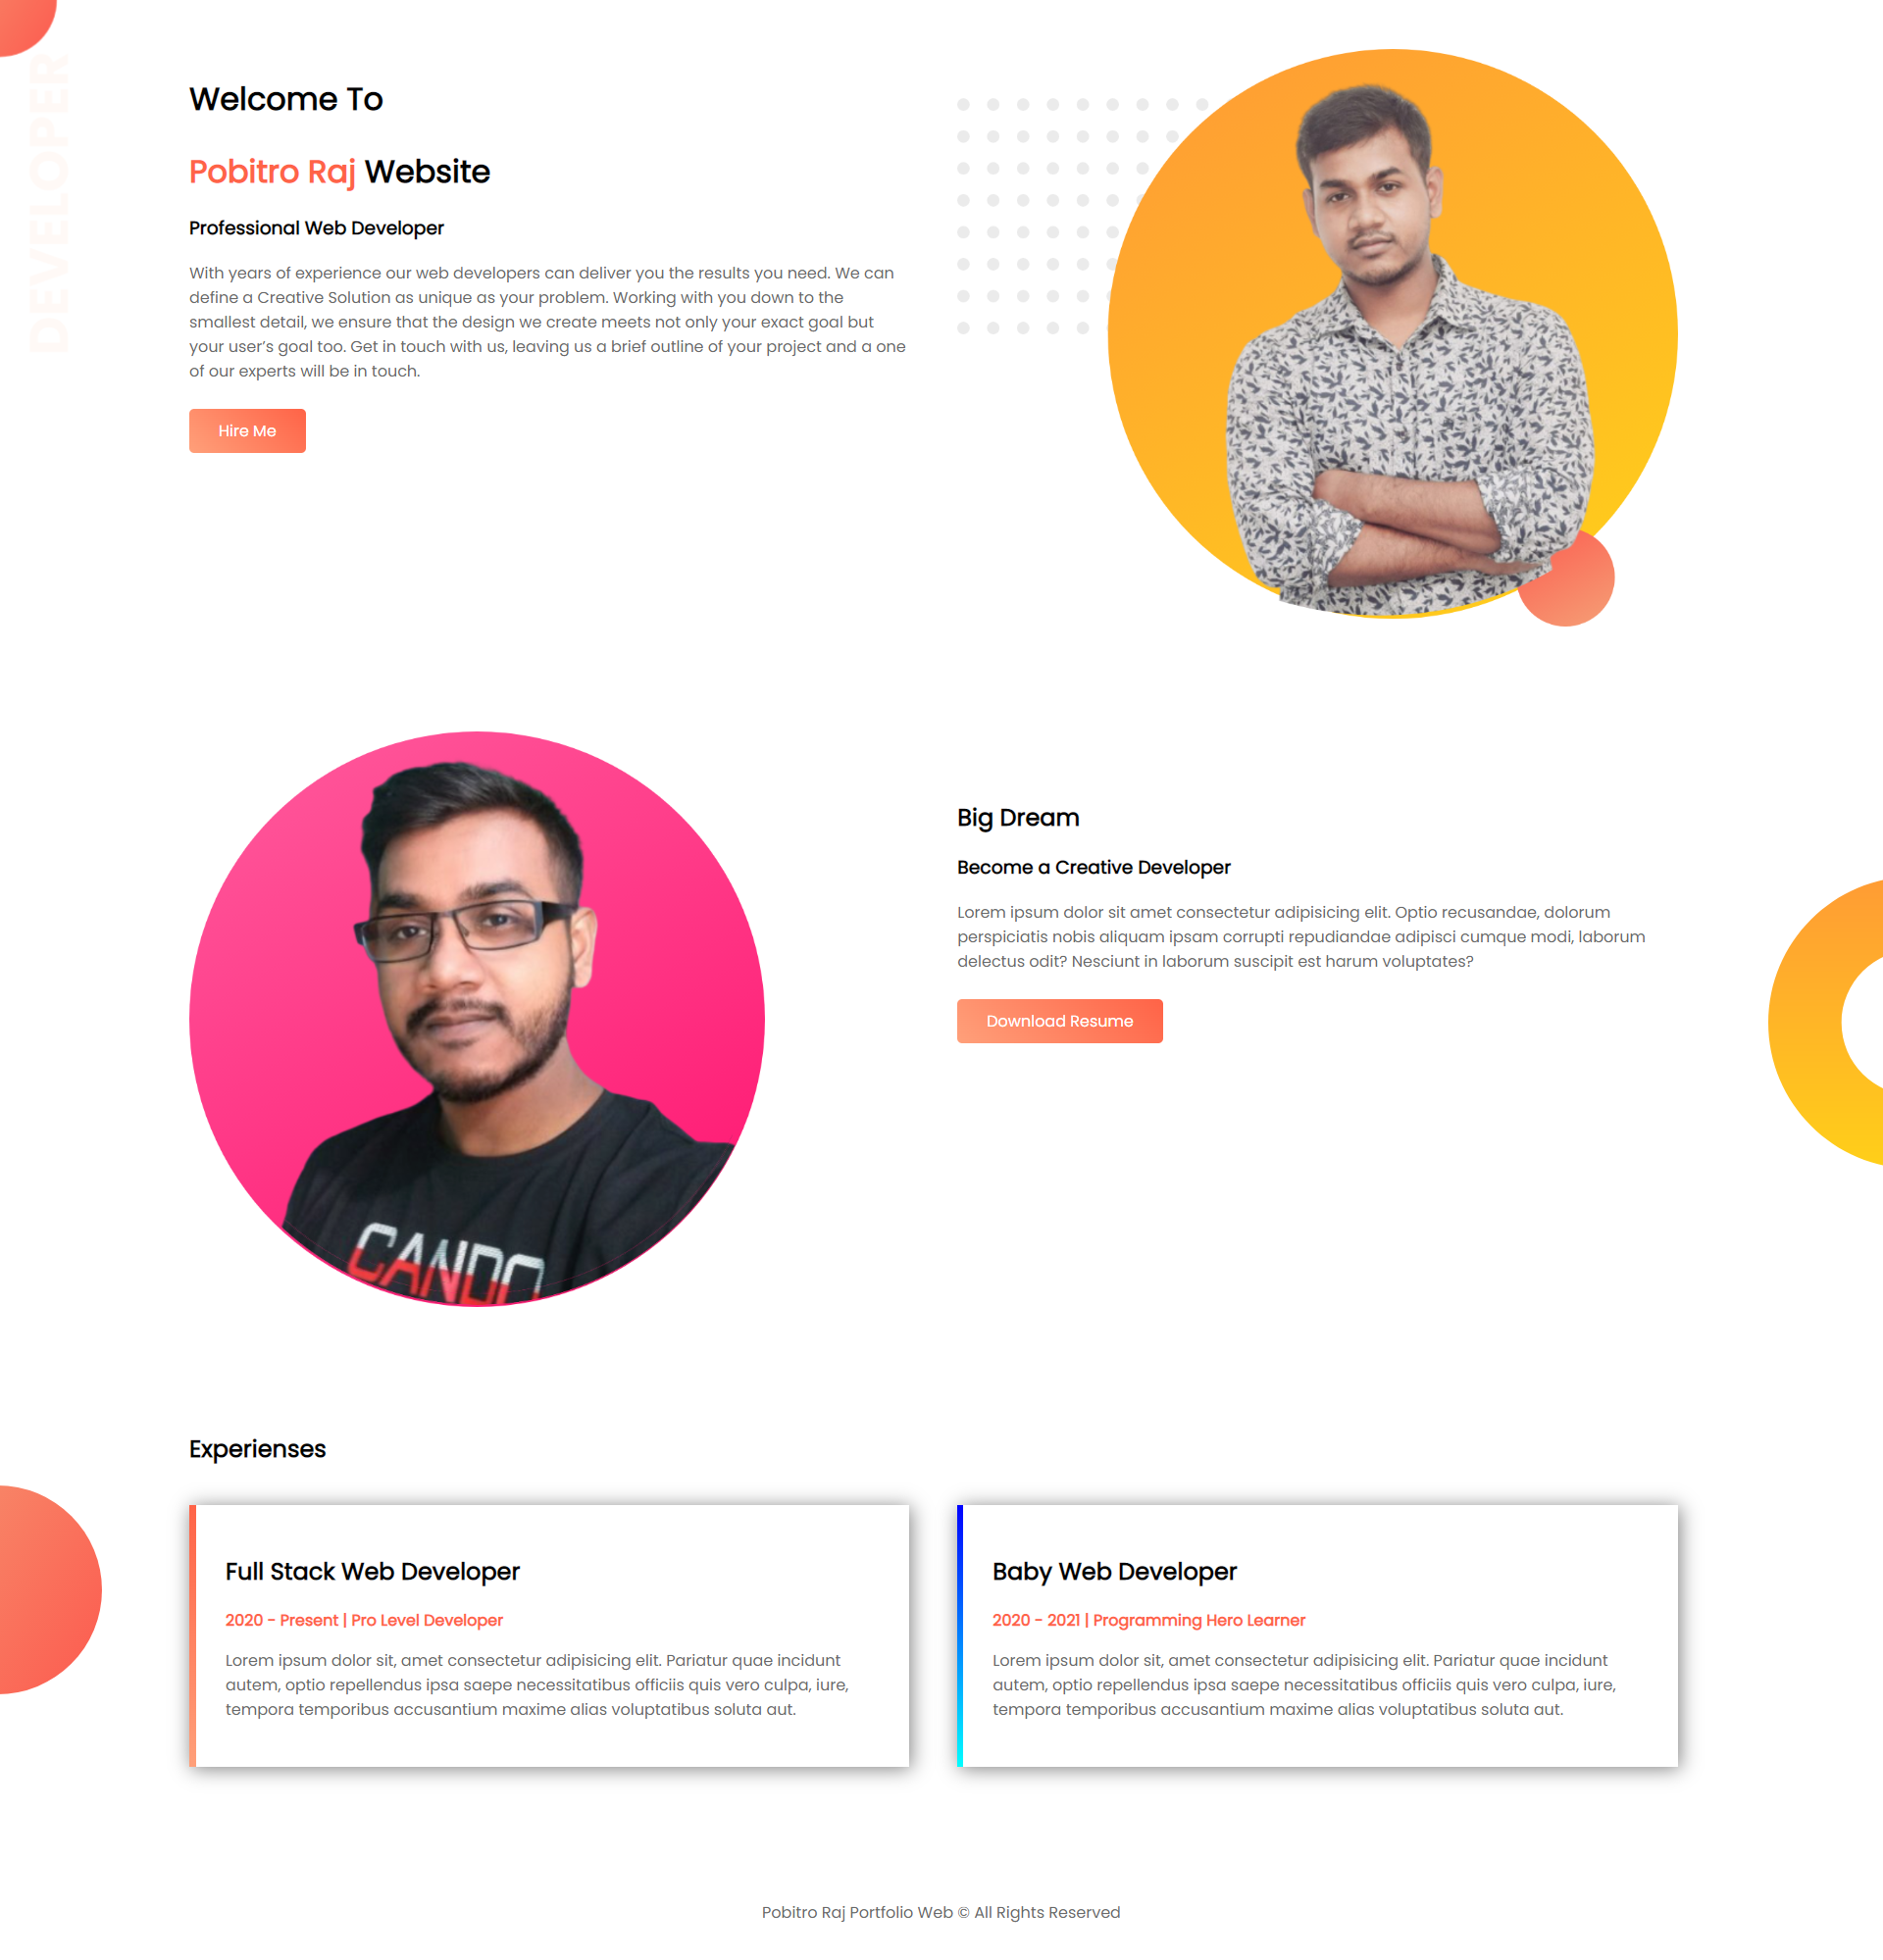 DEVELOPER
Welcome To
Pobitro Raj Website
Professional Web Developer
With years of experience our web developers can deliver you the results you need. We can
define a Creative Solution as unique as your problem. Working with you down to the
smallest detail, we ensure that the design we create meets not only your exact goal but
your user’s goal too. Get in touch with us, leaving us a brief outline of your project and a one
of our experts will be in touch.
Hire Me
CANDO
Big Dream
Become a Creative Developer
Lorem ipsum dolor sit amet consectetur adipisicing elit. Optio recusandae, dolorum
perspiciatis nobis aliquam ipsam corrupti repudiandae adipisci cumque modi, laborum
delectus odit? Nesciunt in laborum suscipit est harum voluptates?
Download Resume
Experienses
Full Stack Web Developer
2020 - Present | Pro Level Developer
Lorem ipsum dolor sit, amet consectetur adipisicing elit. Pariatur quae incidunt
autem, optio repellendus ipsa saepe necessitatibus officiis quis vero culpa, iure,
tempora temporibus accusantium maxime alias voluptatibus soluta aut.
Baby Web Developer
2020 - 2021 | Programming Hero Learner
Lorem ipsum dolor sit, amet consectetur adipisicing elit. Pariatur quae incidunt
autem, optio repellendus ipsa saepe necessitatibus officiis quis vero culpa, iure,
tempora temporibus accusantium maxime alias voluptatibus soluta aut.
Pobitro Raj Portfolio Web © All Rights Reserved